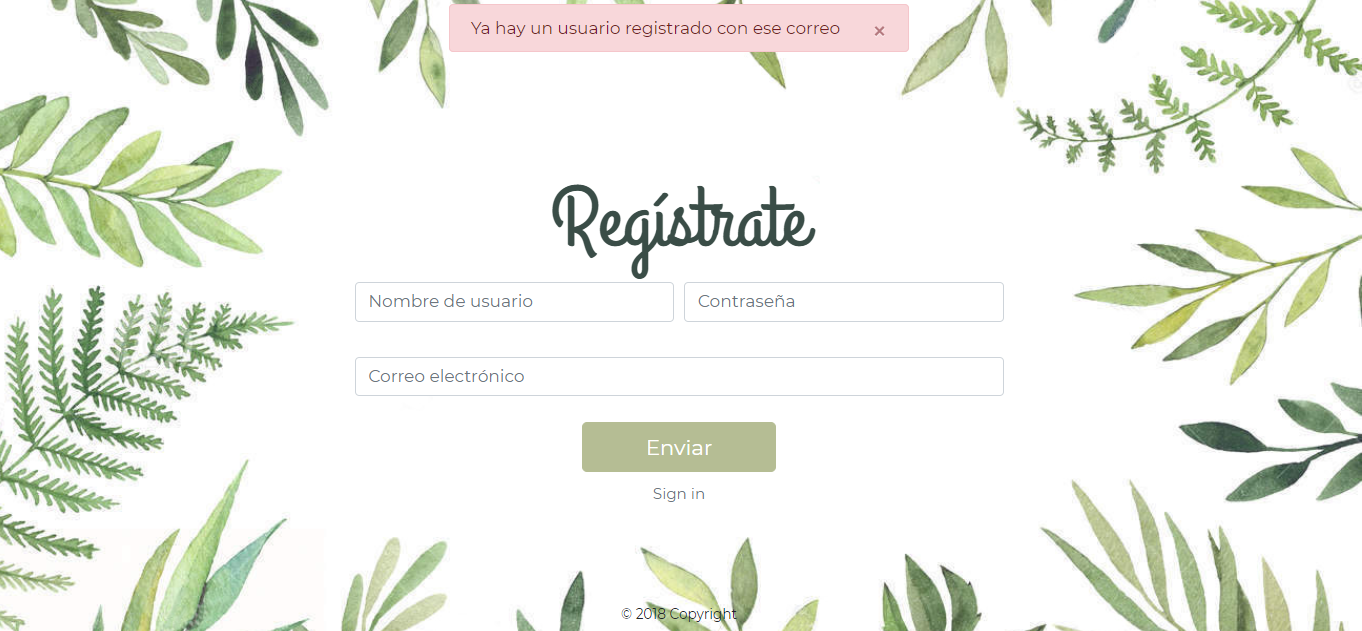 Ya hay un usuario registrado con ese correo ×
Regístrate
Nombre de usuario Contraseña
Correo electrónico
Enviar
Sign in
© 2018 Copyright